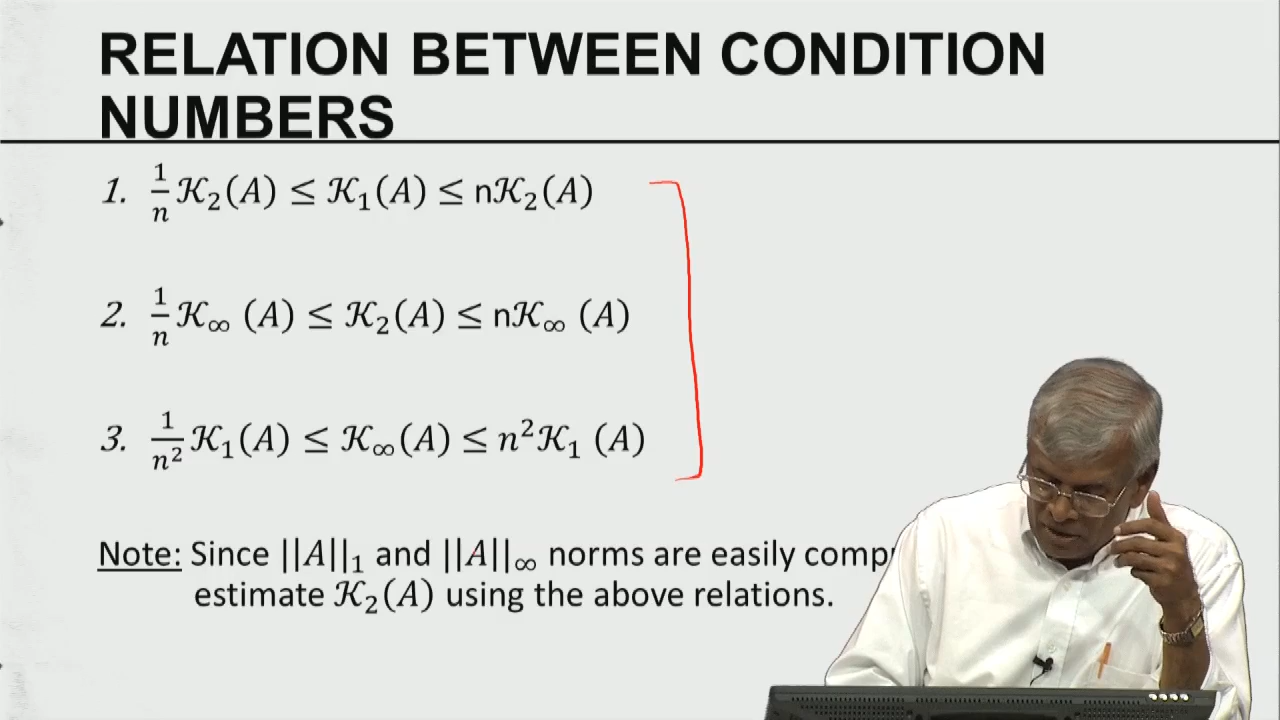 RELATION BETWEEN CONDITION
NUMBERS
1. 1/n 𝒦₂(A) ≤ 𝒦₁(A) ≤ n𝒦₂(A)
2. 1/n 𝒦∞ (A) ≤ 𝒦₂(A) ≤ n𝒦∞ (A)
3. 1/n² 𝒦₁(A) ≤ 𝒦∞(A) ≤ n²𝒦₁ (A)
Note: Since ||A||₁ and ||A||∞ norms are easily
estimate 𝒦₂(A) using the above relations.